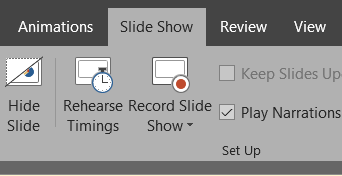 Animations Slide Show Review View
Hide Slide
Rehearse Timings
Record Slide Show
Keep Slides Up
Play Narrations
Set Up